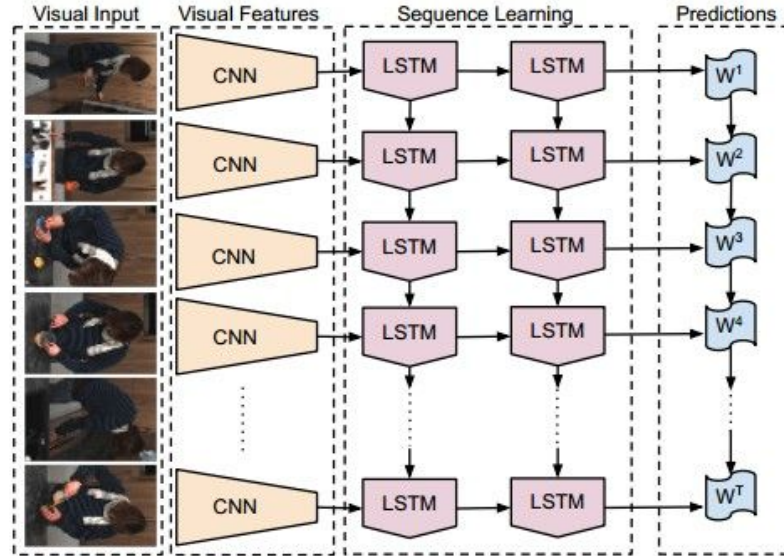 Visual Input Visual Features Sequence Learning Predictions
CNN LSTM LSTM W¹
CNN LSTM LSTM W²
CNN LSTM LSTM W³
CNN LSTM LSTM W⁴
CNN LSTM LSTM Wᵀ